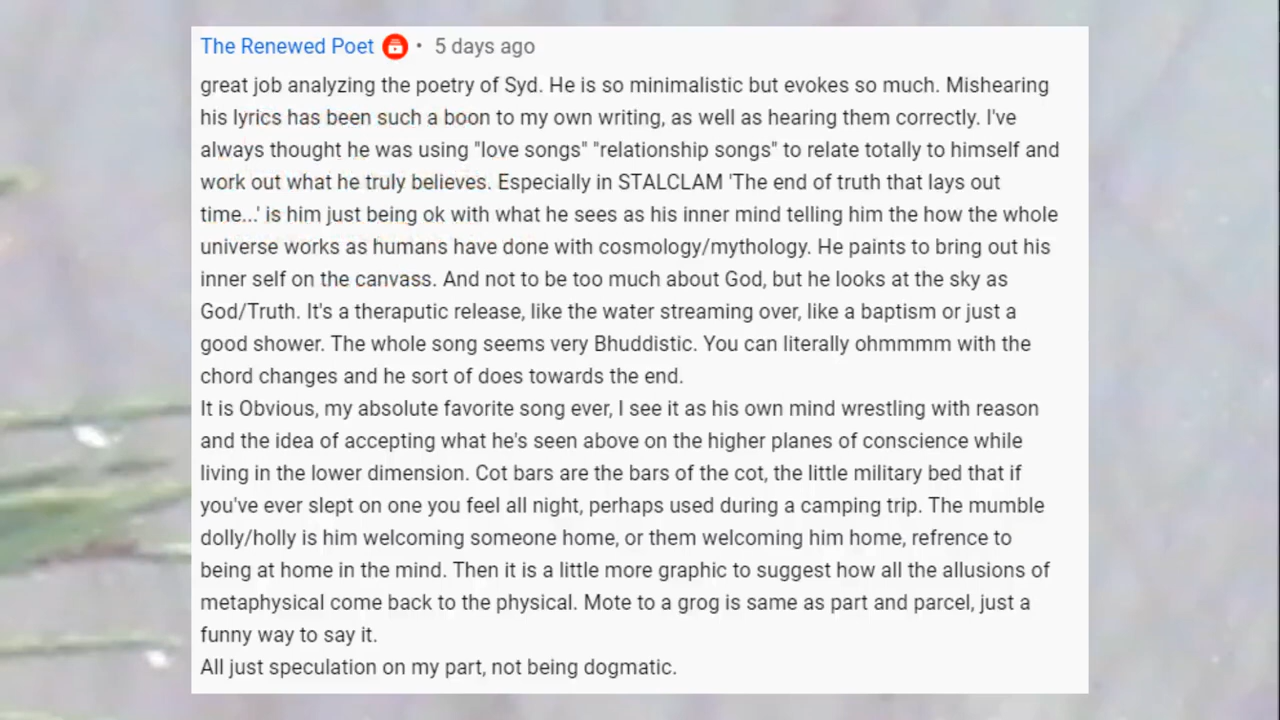 The Renewed Poet • 5 days ago
great job analyzing the poetry of Syd. He is so minimalistic but evokes so much. Mishearing
his lyrics has been such a boon to my own writing, as well as hearing them correctly. I've
always thought he was using "love songs" "relationship songs" to relate totally to himself and
work out what he truly believes. Especially in STALCLAM 'The end of truth that lays out
time...' is him just being ok with what he sees as his inner mind telling him the how the whole
universe works as humans have done with cosmology/mythology. He paints to bring out his
inner self on the canvass. And not to be too much about God, but he looks at the sky as
God/Truth. It's a theraputic release, like the water streaming over, like a baptism or just a
good shower. The whole song seems very Bhuddistic. You can literally ohmmmm with the
chord changes and he sort of does towards the end.
It is Obvious, my absolute favorite song ever, I see it as his own mind wrestling with reason
and the idea of accepting what he's seen above on the higher planes of conscience while
living in the lower dimension. Cot bars are the bars of the cot, the little military bed that if
you've ever slept on one you feel all night, perhaps used during a camping trip. The mumble
dolly/holly is him welcoming someone home, or them welcoming him home, refrence to
being at home in the mind. Then it is a little more graphic to suggest how all the allusions of
metaphysical come back to the physical. Mote to a grog is same as part and parcel, just a
funny way to say it.
All just speculation on my part, not being dogmatic.